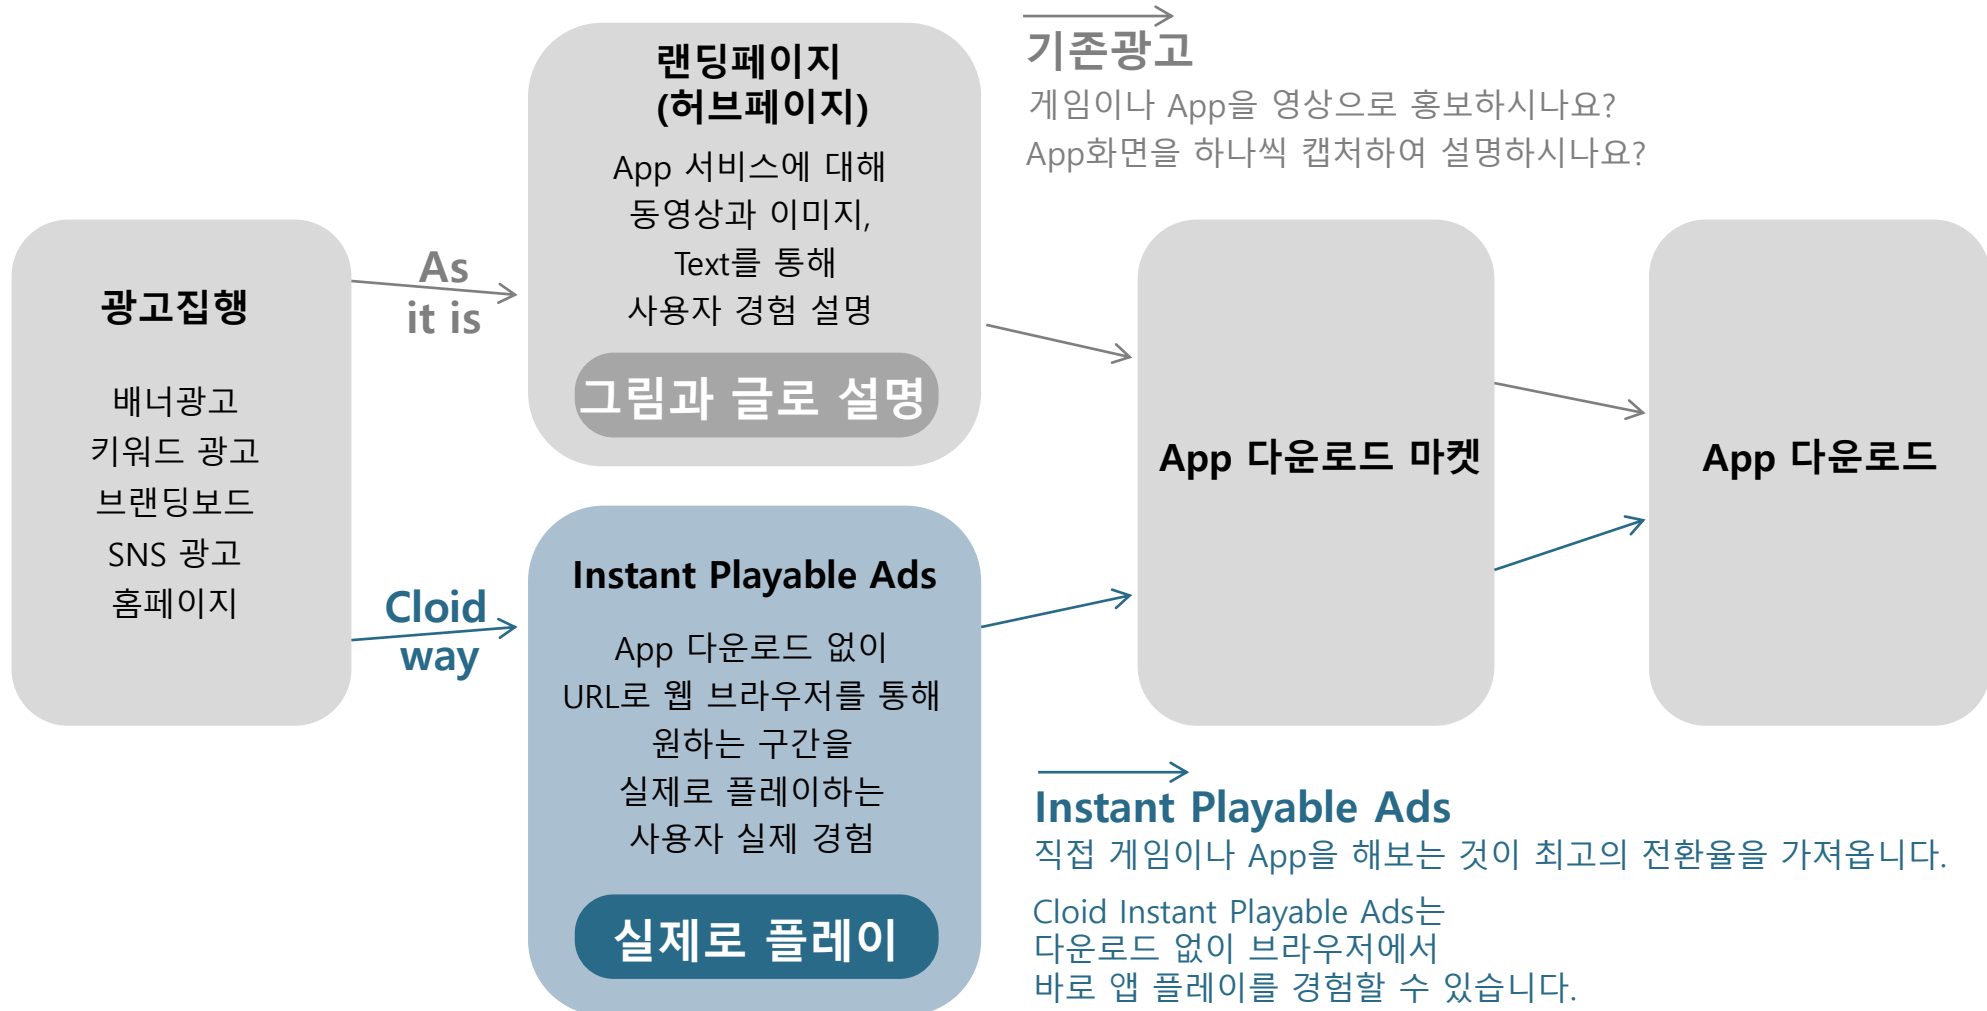 광고집행
배너광고
키워드 광고
브랜딩보드
SNS 광고
홈페이지
As
it is
랜딩페이지
(허브페이지)
App 서비스에 대해
동영상과 이미지,
Text를 통해
사용자 경험 설명
그림과 글로 설명
기존광고
게임이나 App을 영상으로 홍보하시나요?
App화면을 하나씩 캡처하여 설명하시나요?
Cloid
way
Instant Playable Ads
App 다운로드 없이
URL로 웹 브라우저를 통해
원하는 구간을
실제로 플레이하는
사용자 실제 경험
실제로 플레이
App 다운로드 마켓
App 다운로드
Instant Playable Ads
직접 게임이나 App을 해보는 것이 최고의 전환율을 가져옵니다.
Cloid Instant Playable Ads는
다운로드 없이 브라우저에서
바로 앱 플레이를 경험할 수 있습니다.